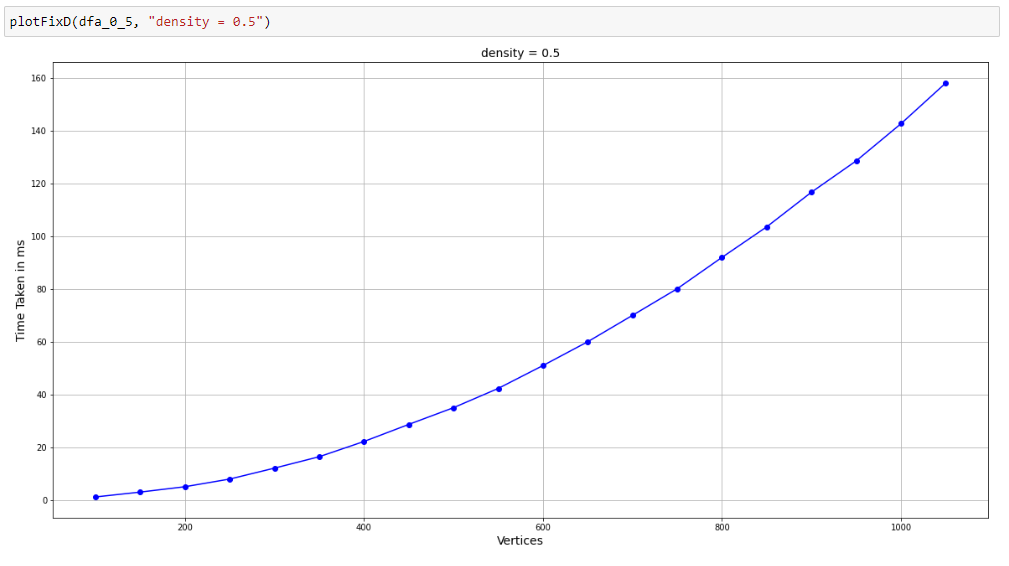 plotFixD(dfa_0_5, "density = 0.5")
density = 0.5
160
140
120
100
80
60
40
20
0
Time Taken in ms
200 400 600 800 1000
Vertices